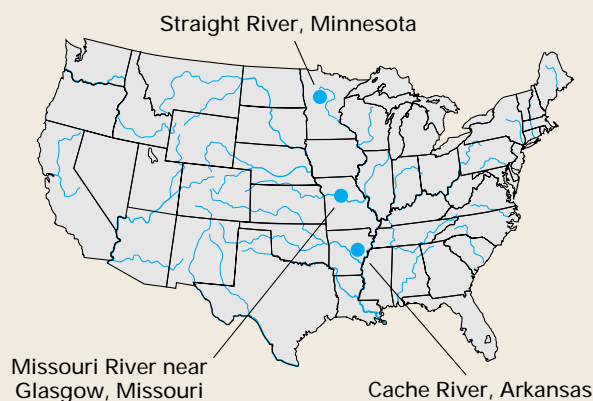 Straight River, Minnesota
Missouri River near
Glasgow, Missouri
Cache River, Arkansas